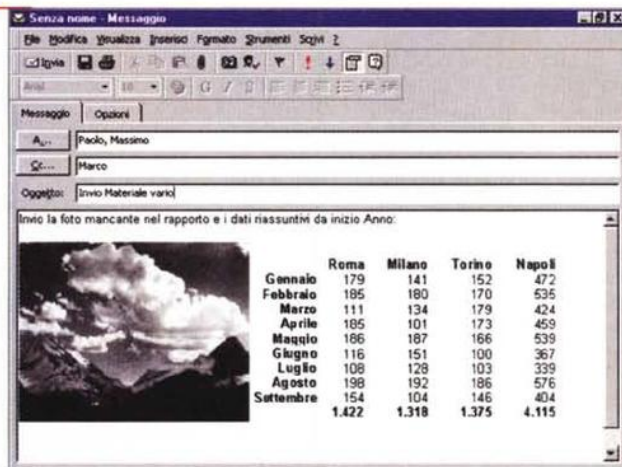 Senza nome - Messaggio
File Modifica Visualizza Inserisci Formato Strumenti Scrivi ?
Invia
Arial 10 G
Messaggio Opzioni
A... Paolo, Massimo
Cc... Marco
Oggetto: Invio Materiale vario
Invio la foto mancante nel rapporto e i dati riassuntivi da inizio Anno:
Roma Milano Torino Napoli
Gennaio 179 141 152 472
Febbraio 185 180 170 535
Marzo 111 134 179 424
Aprile 185 101 173 459
Maggio 186 187 166 539
Giugno 116 151 100 367
Luglio 108 128 103 339
Agosto 198 192 186 576
Settembre 154 104 146 404
1.422 1.318 1.375 4.115